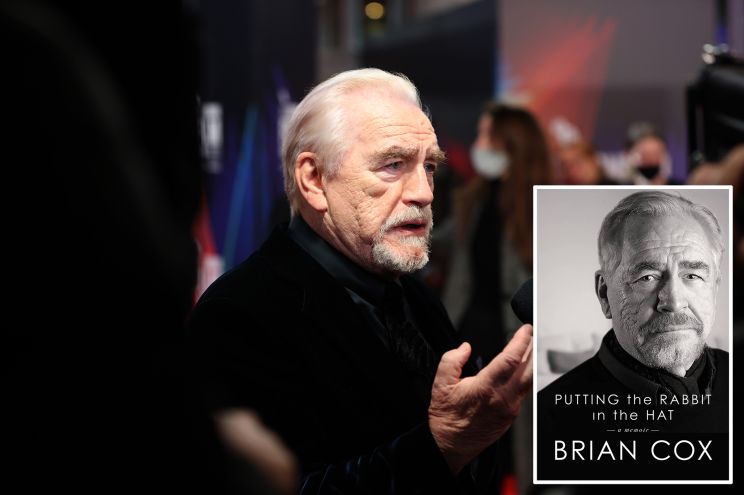 PUTTING the RABBIT
in the HAT
— a memoir —
BRIAN COX